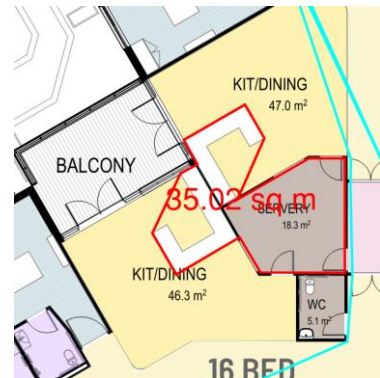 KIT/DINING
47.0 m²
BALCONY
35.02 sq m
SERVERY
18.3 m²
KIT/DINING
46.3 m²
WC
5.1 m²
16 BED